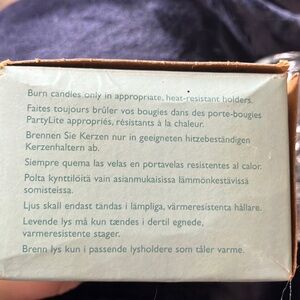 Burn candles only in appropriate, heat-resistant holders.
Faites toujours brûler vos bougies dans des porte-bougies
PartyLite appropriés, résistants à la chaleur.
Brennen Sie Kerzen nur in geeigneten hitzebeständigen
Kerzenhaltern ab.
Siempre quema las velas en portavelas resistentes al calor.
Polta kynttilöitä vain asianmukaisissa lämmönkestävissä
somisteissa.
Ljus skall endast tändas i lämpliga, värmeresistenta hållare.
Levende lys må kun tændes i dertil egnede,
varmeresistente stager.
Brenn lys kun i passende lysholdere som tåler varme.